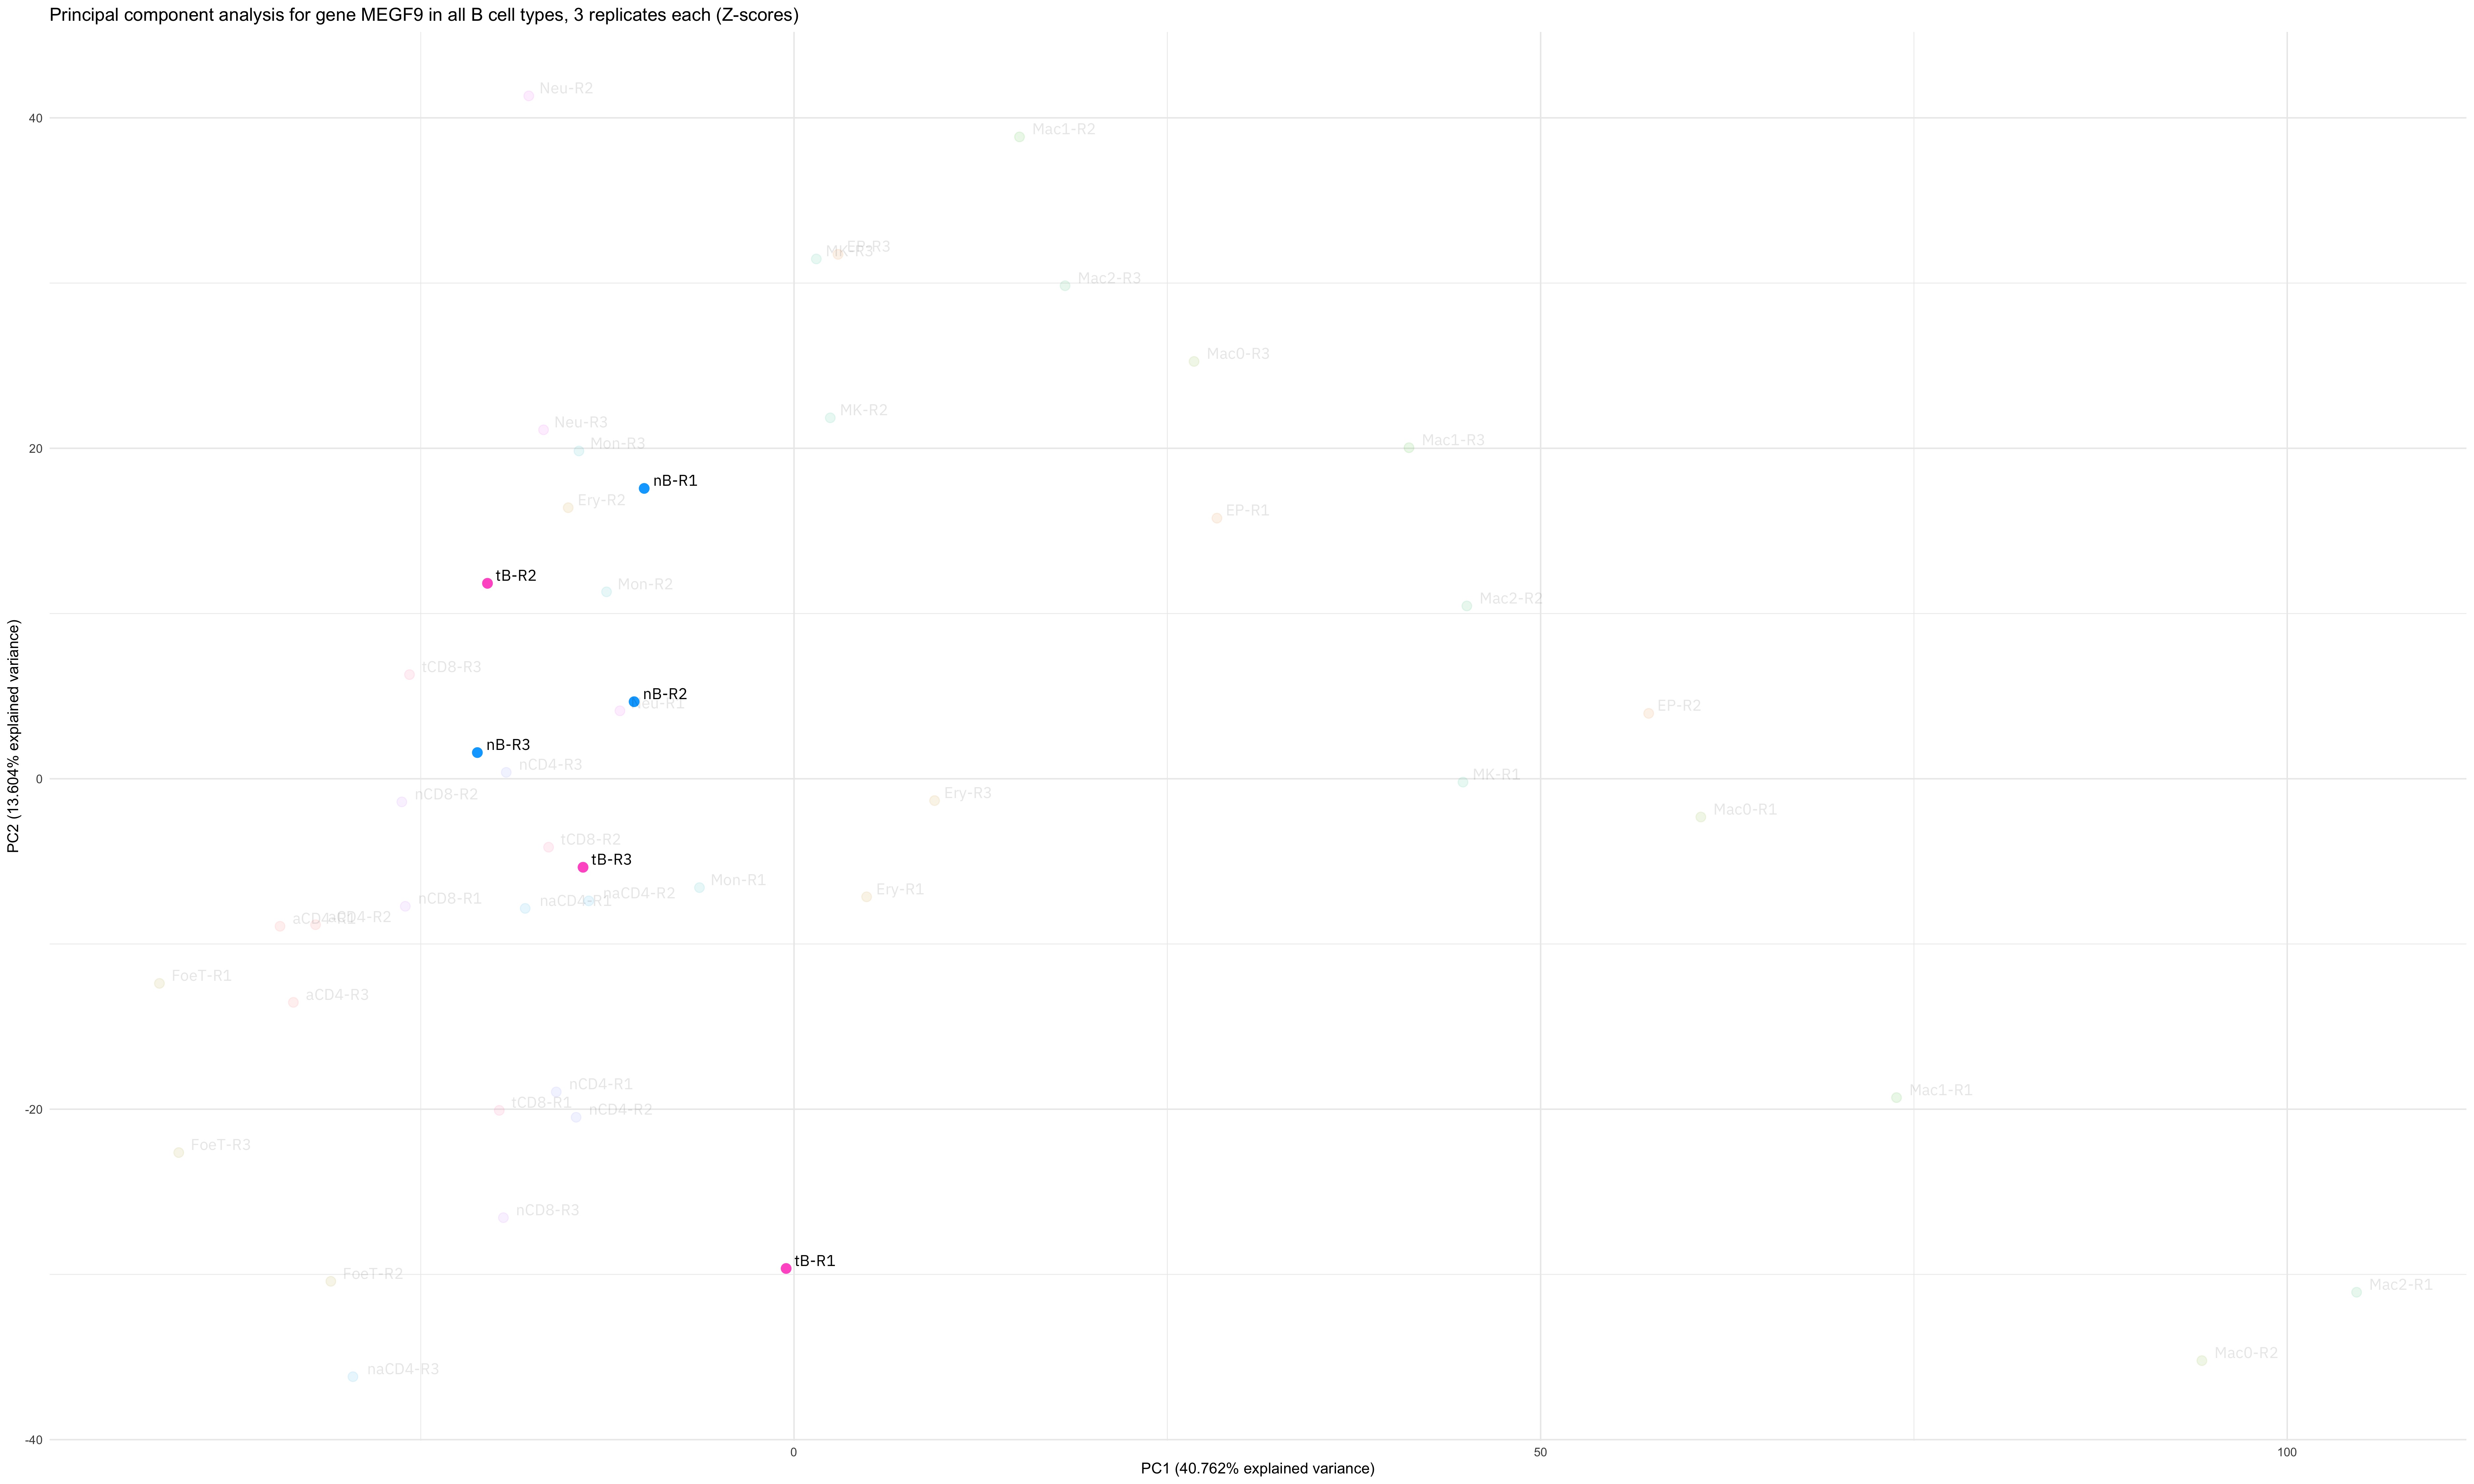 Principal component analysis for gene MEGF9 in all B cell types, 3 replicates each (Z-scores)
Neu-R2
40
Mac1-R2
EP-R3
MK-R3
Mac2-R3
Mac0-R3
MK-R2
Neu-R3
Mon-R3
Mac1-R3
20
nB-R1
Ery-R2
EP-R1
tB-R2
Mon-R2
Mac2-R2
tCD8-R3
nB-R2
Neu-R1
EP-R2
nB-R3
nCD4-R3
0
MK-R1
nCD8-R2
Ery-R3
Mac0-R1
tCD8-R2
tB-R3
Mon-R1
Ery-R1
nCD8-R1
naCD4-R1
naCD4-R2
aCD4-R1
aCD4-R2
FoeT-R1
aCD4-R3
nCD4-R1
Mac1-R1
tCD8-R1
nCD4-R2
-20
FoeT-R3
nCD8-R3
tB-R1
FoeT-R2
Mac2-R1
Mac0-R2
naCD4-R3
-40
0
50
100
PC1 (40.762% explained variance)
PC2 (13.604% explained variance)